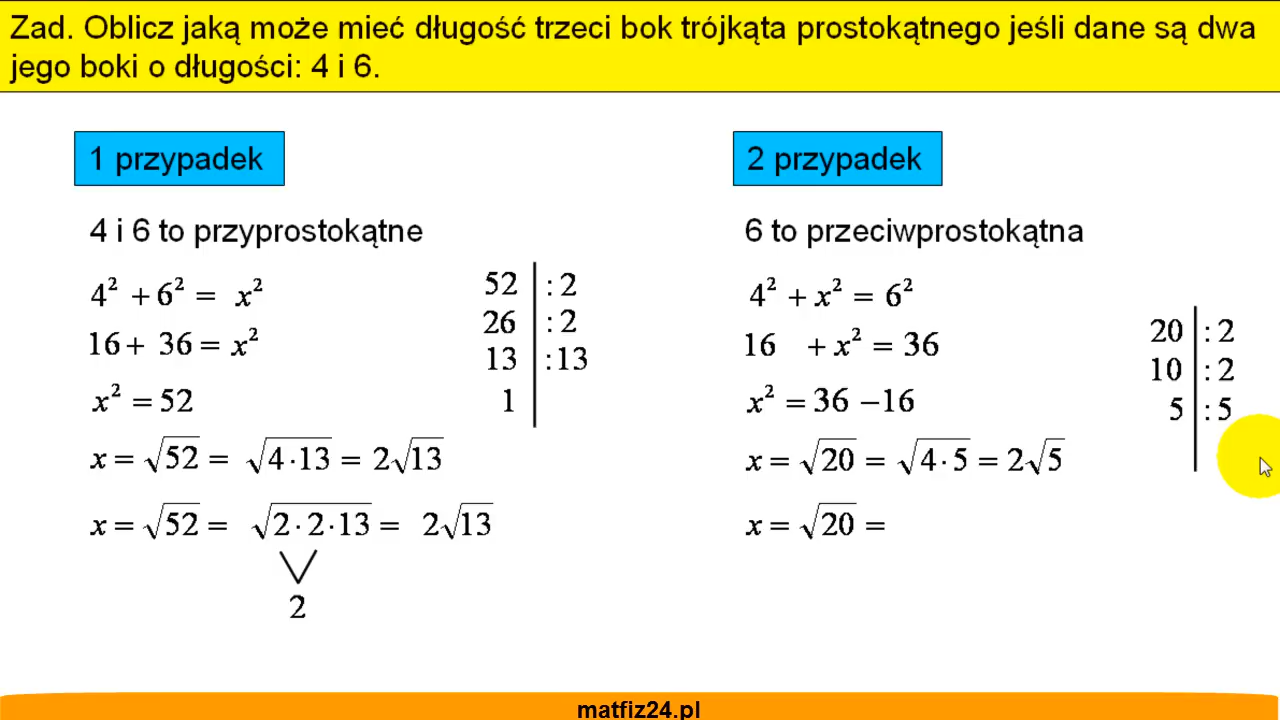 Zad. Oblicz jaką może mieć długość trzeci bok trójkąta prostokątnego jeśli dane są dwa
jego boki o długości: 4 i 6.
1 przypadek
4 i 6 to przyprostokątne
4² + 6² = x²
16 + 36 = x²
x² = 52
x = √52 = √4·13 = 2√13
x = √52 = √2·2·13 = 2√13
2
52 | :2
26 | :2
13 | :13
1 |
2 przypadek
6 to przeciwprostokątna
4² + x² = 6²
16 + x² = 36
x² = 36 −16
x = √20 = √4·5 = 2√5
x = √20 =
20 | :2
10 | :2
5 | :5
matfiz24.pl